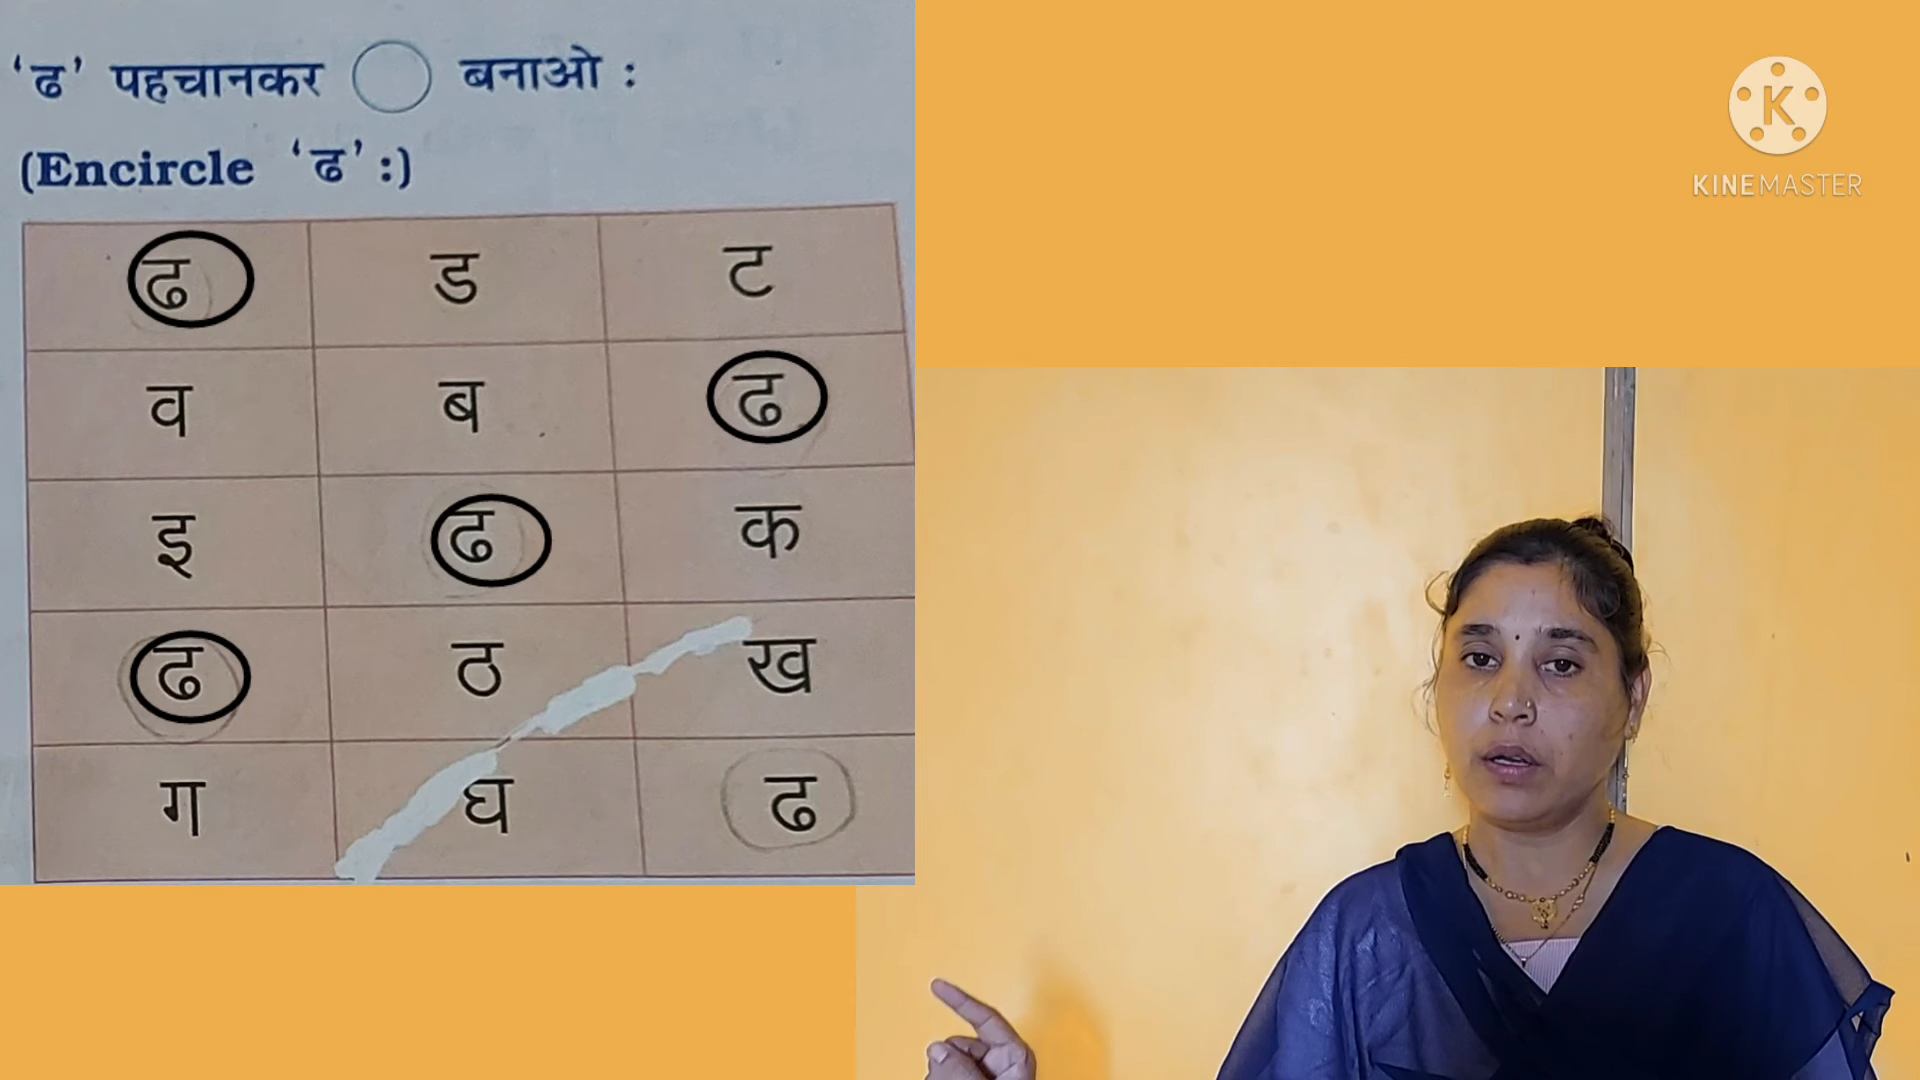 'ढ' पहचानकर बनाओ :
(Encircle 'ढ' :)
ढ ड ट
व ब ढ
इ ढ क
ढ ठ ख
ग घ ढ
K
KINEMASTER